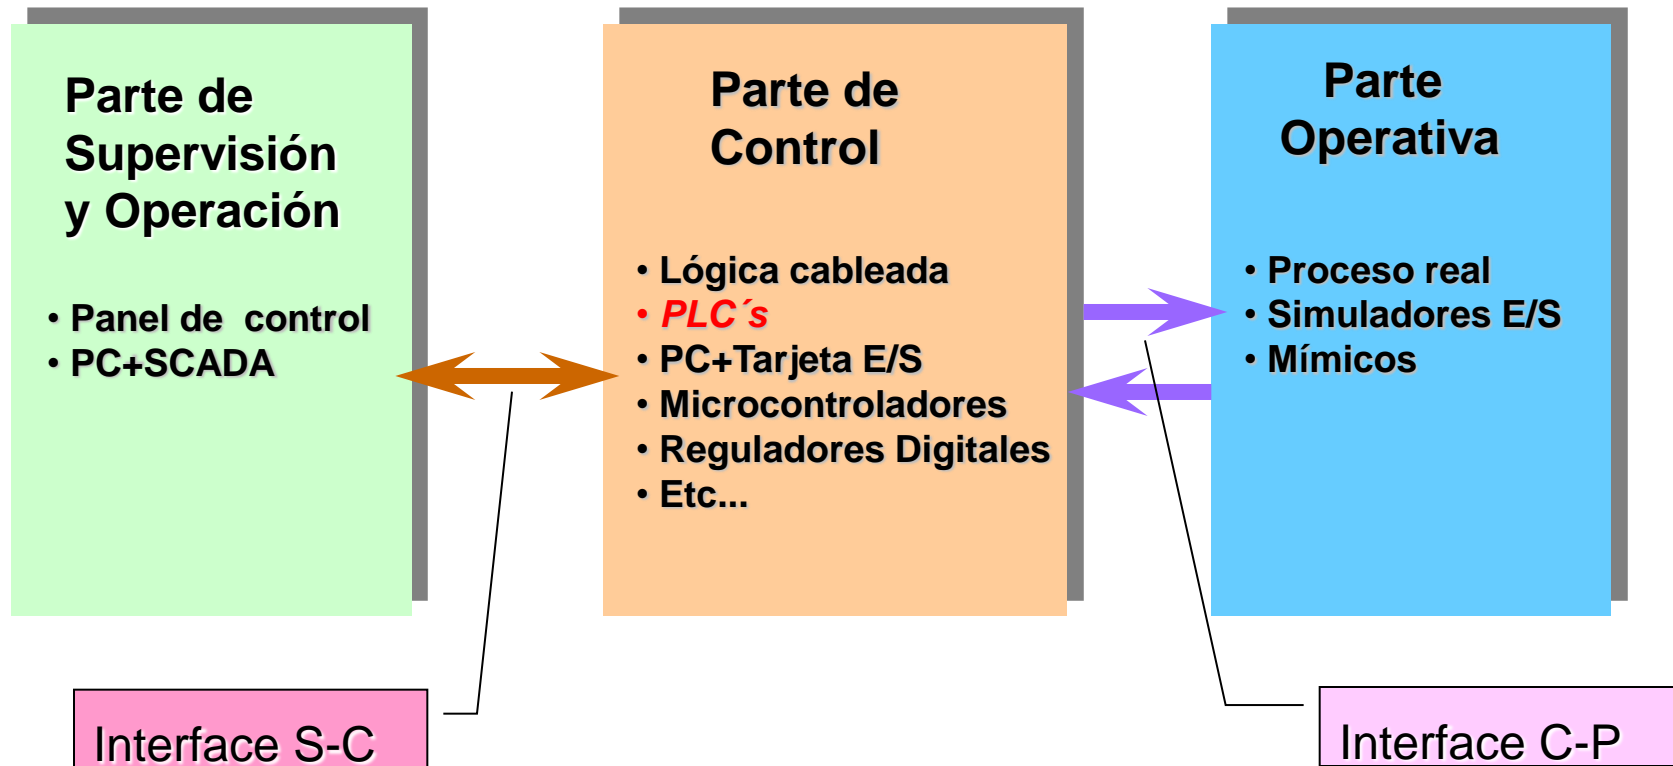 Parte de
Supervisión
y Operación
• Panel de  control
• PC+SCADA
Parte de
Control
• Lógica cableada
• PLC´s
• PC+Tarjeta E/S
• Microcontroladores
• Reguladores Digitales
• Etc...
Parte
Operativa
• Proceso real
• Simuladores E/S
• Mímicos
Interface S-C
Interface C-P